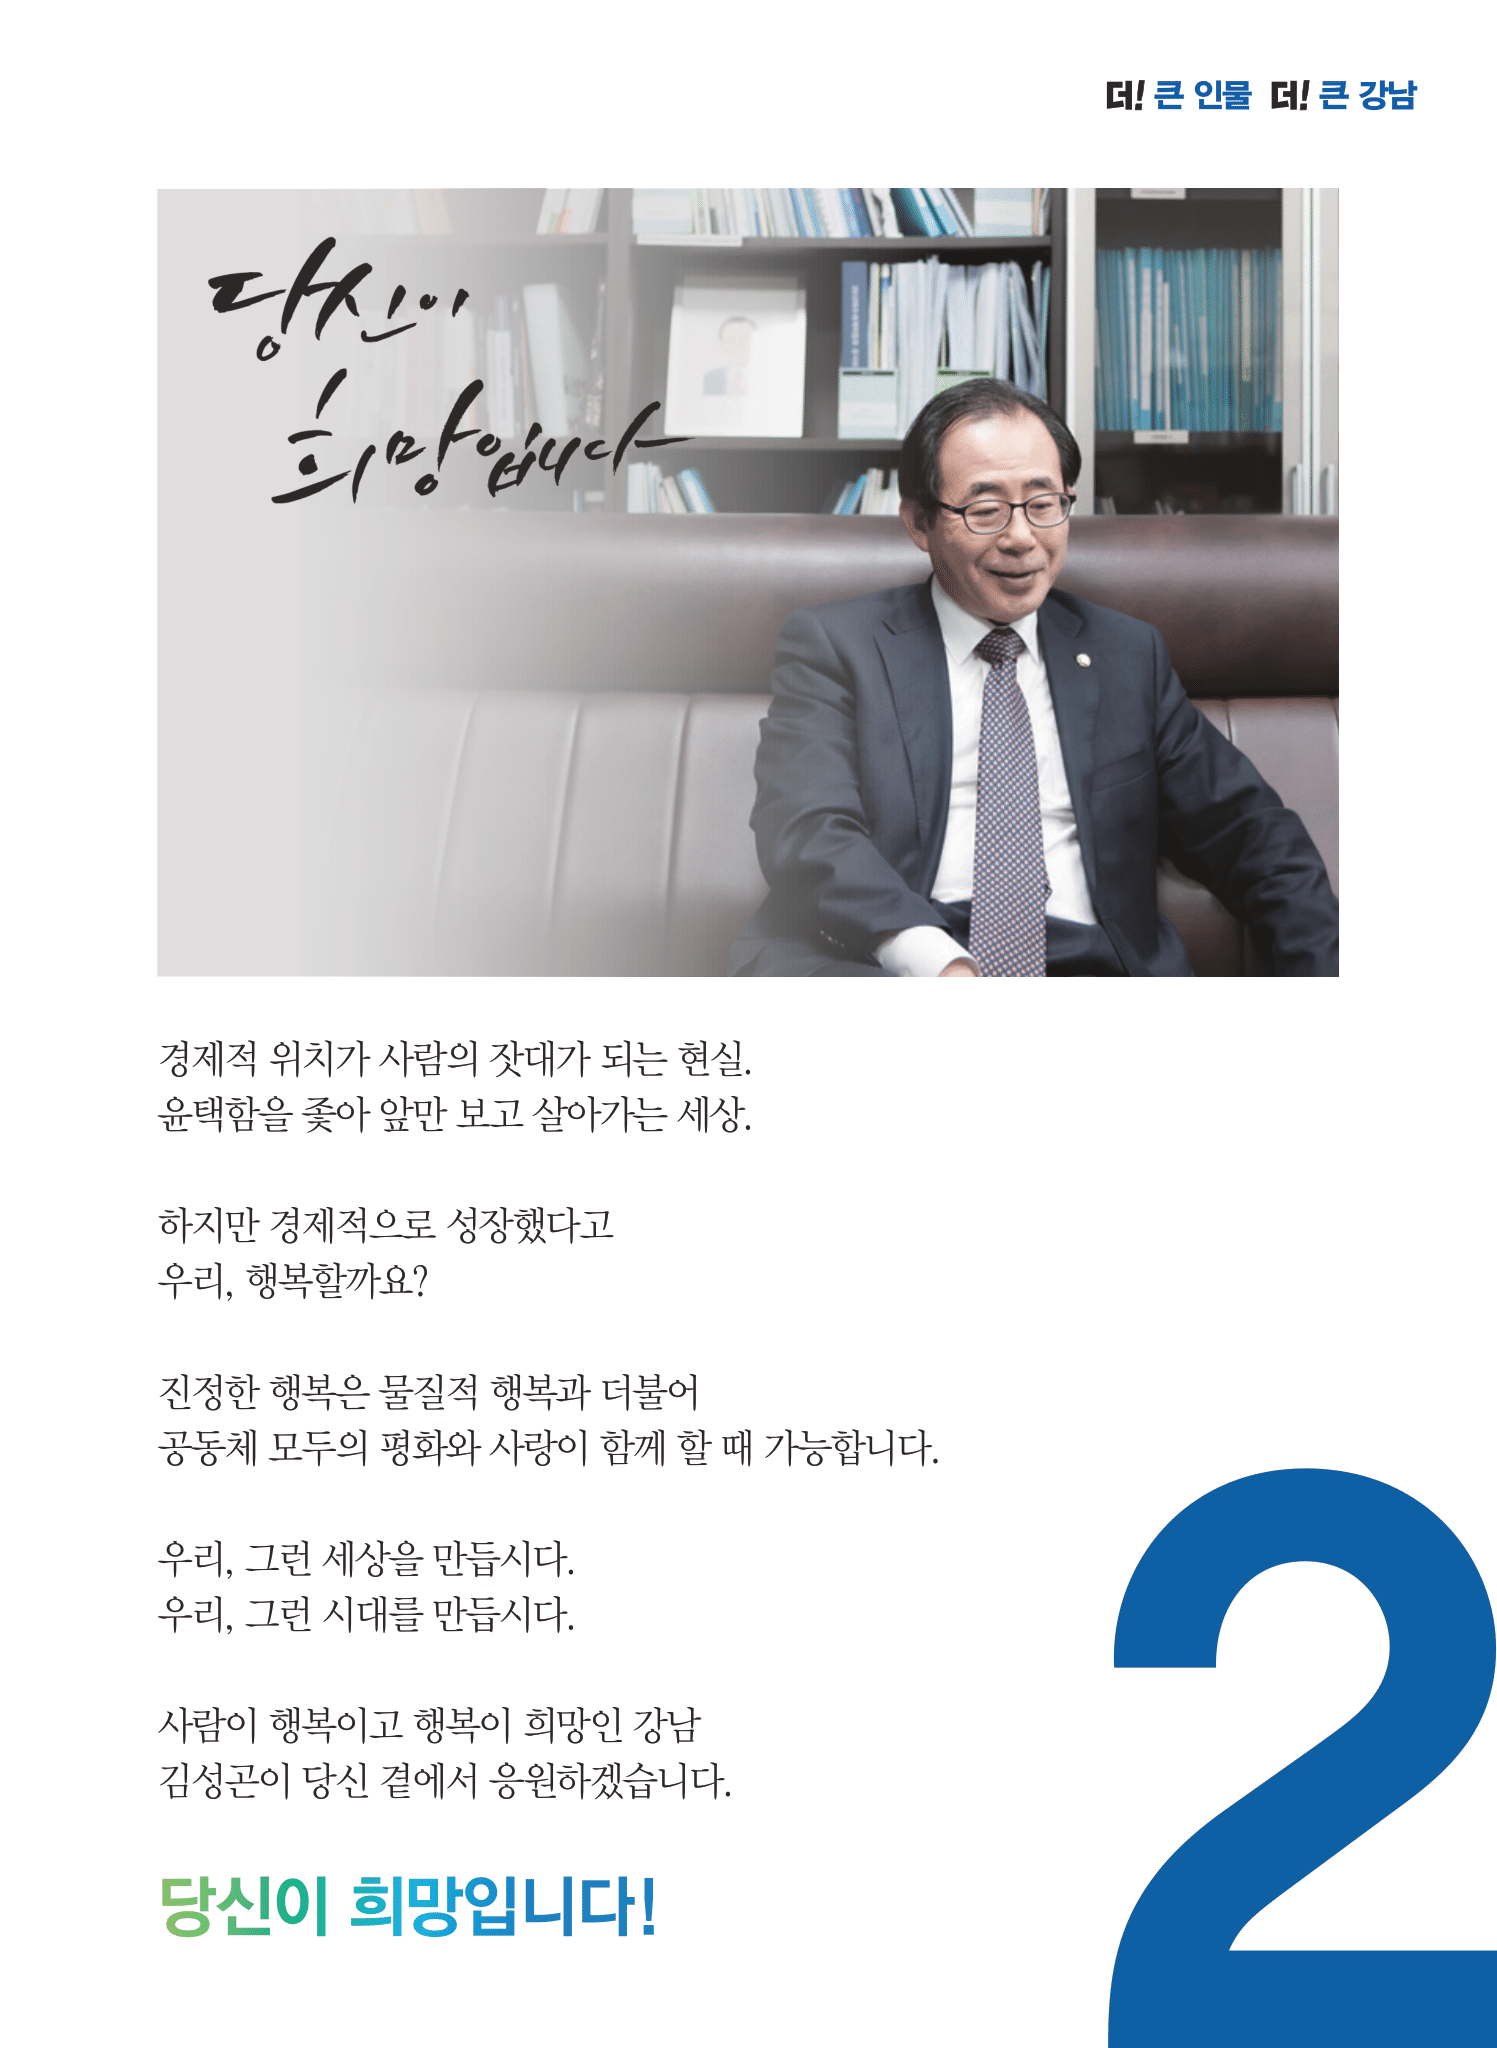 더! 큰 인물 더! 큰 강남
당신이
희망입니다
경제적 위치가 사람의 잣대가 되는 현실.
윤택함을 좇아 앞만 보고 살아가는 세상.
하지만 경제적으로 성장했다고
우리, 행복할까요?
진정한 행복은 물질적 행복과 더불어
공동체 모두의 평화와 사랑이 함께 할 때 가능합니다.
우리, 그런 세상을 만듭시다.
우리, 그런 시대를 만듭시다.
사람이 행복이고 행복이 희망인 강남
김성곤이 당신 곁에서 응원하겠습니다.
당신이 희망입니다!
2